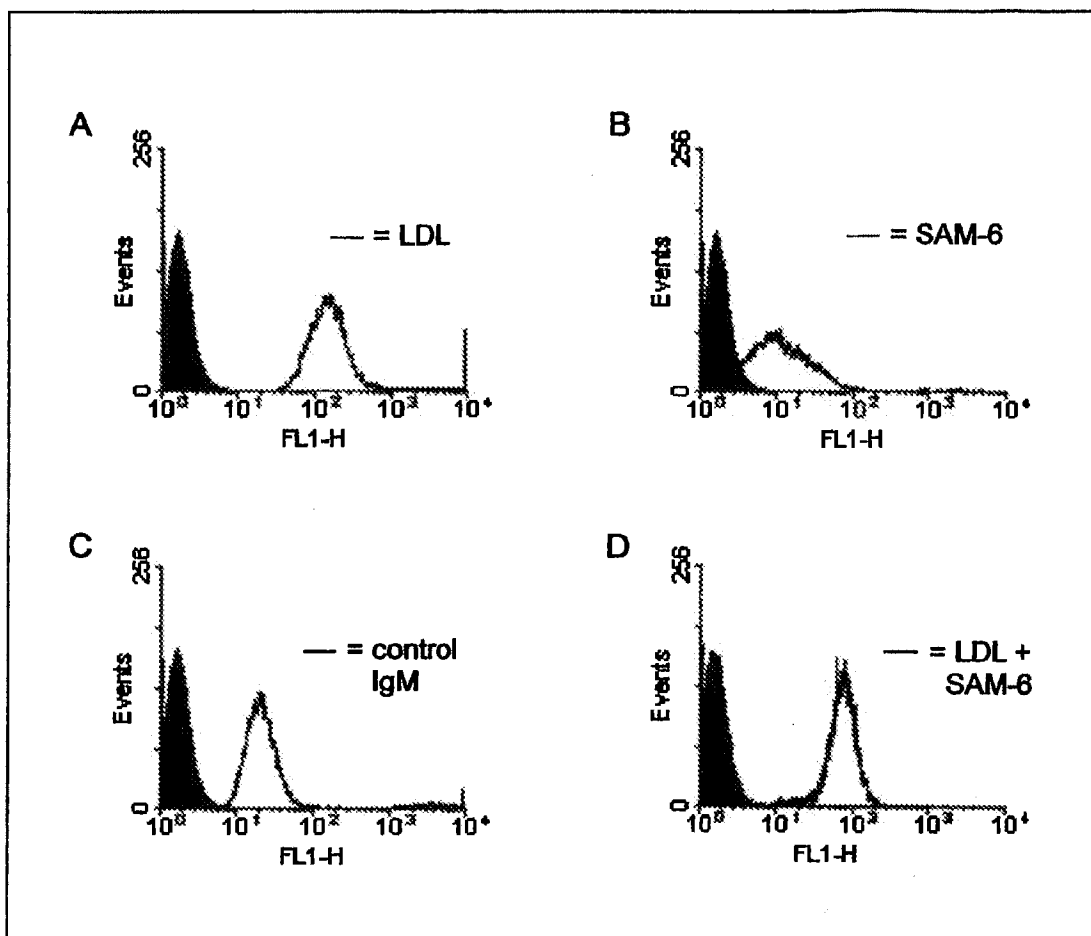 A
256
Events
0
— = LDL
10⁰ 10¹ 10² 10³ 10⁴
FL1-H
B
256
Events
0
— = SAM-6
10⁰ 10¹ 10² 10³ 10⁴
FL1-H
C
256
Events
0
— = control
IgM
10⁰ 10¹ 10² 10³ 10⁴
FL1-H
D
256
Events
0
— = LDL +
SAM-6
10⁰ 10¹ 10³ 10³ 10⁴
FL1-H